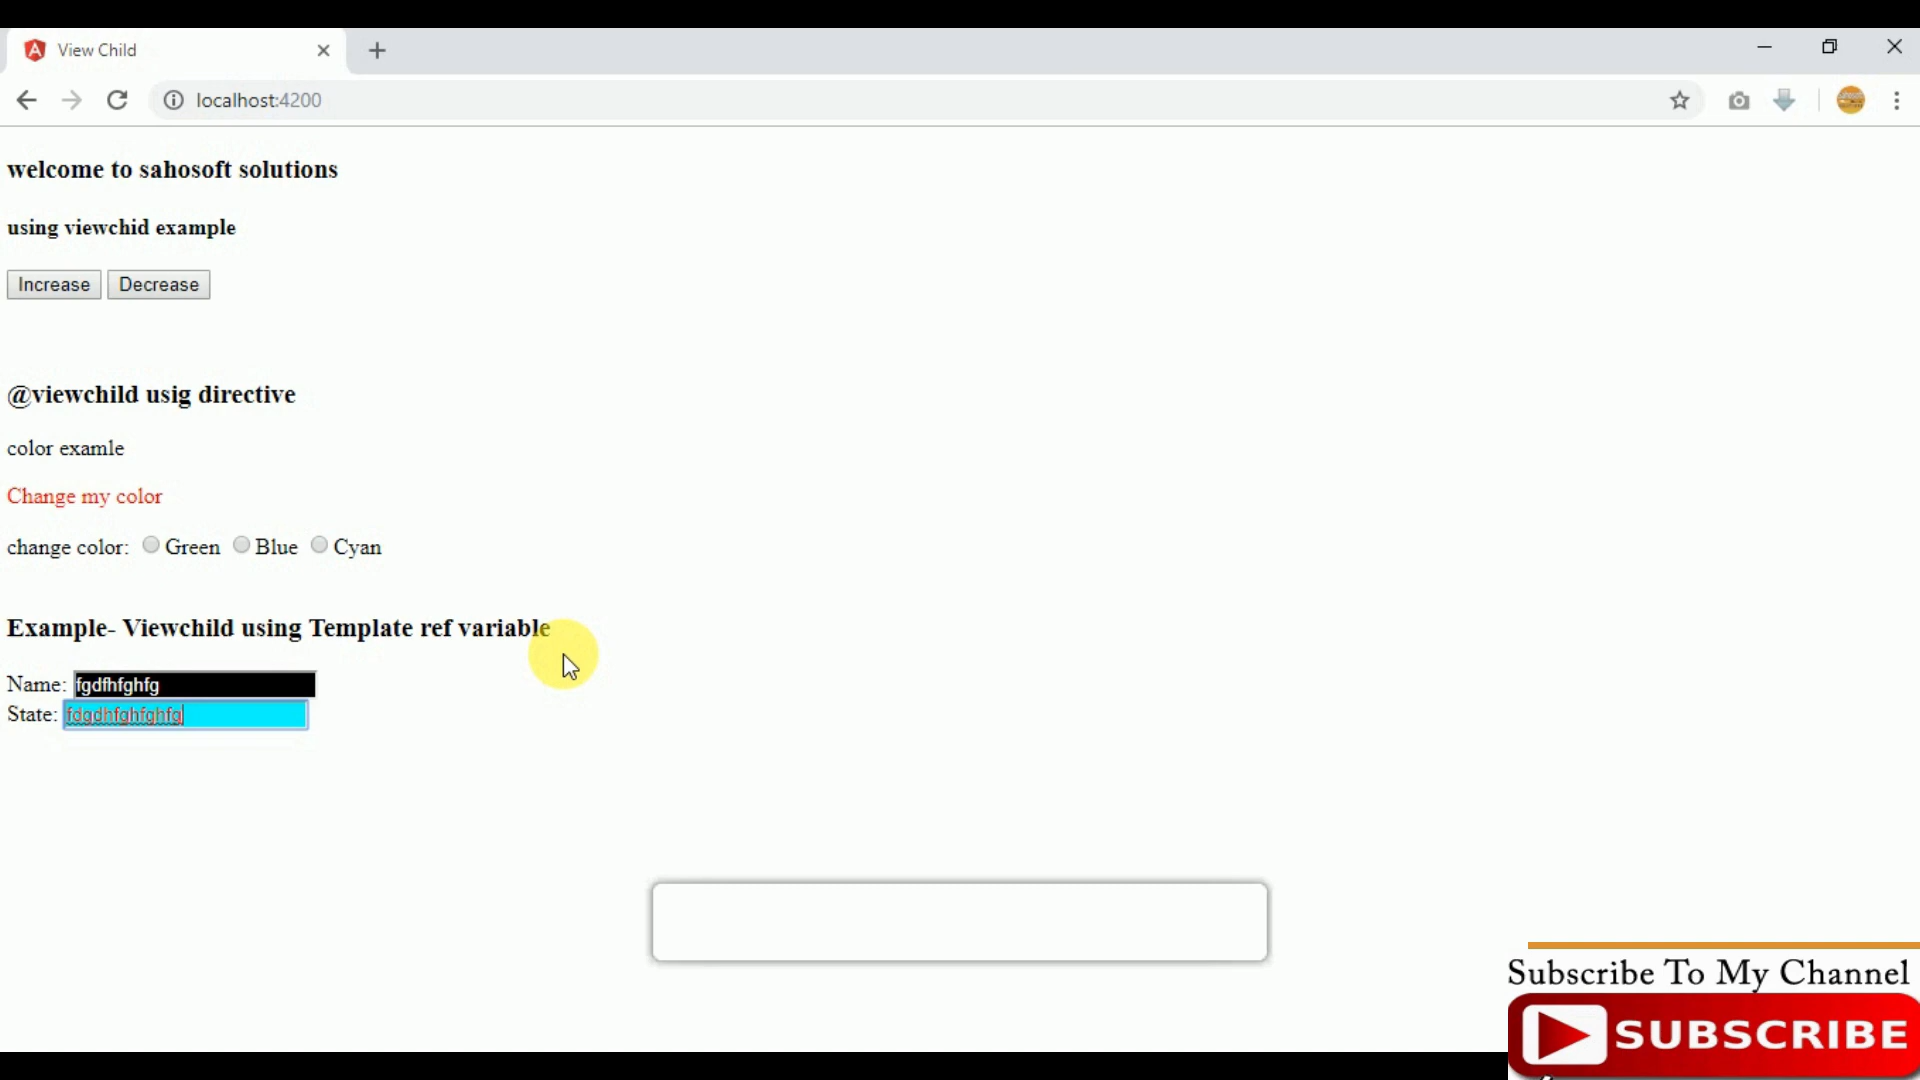 View Child
localhost:4200
welcome to sahosoft solutions
using viewchid example
Increase Decrease
@viewchild usig directive
color examle
Change my color
change color: Green Blue Cyan
Example- Viewchild using Template ref variable
Name: fgdfhfghfg
State: fdgdhfghfghfg
Subscribe To My Channel
SUBSCRIBE